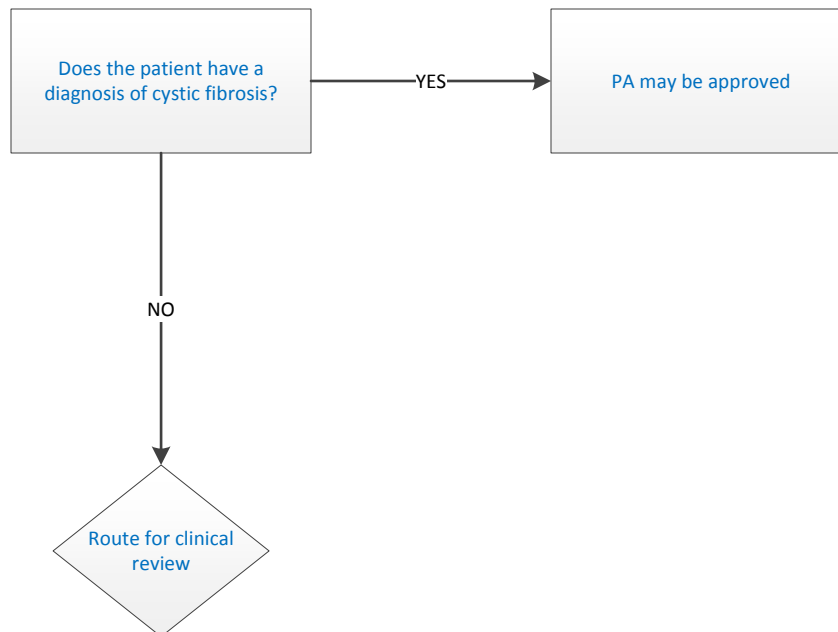 Does the patient have a
diagnosis of cystic fibrosis?
YES
PA may be approved
NO
Route for clinical
review